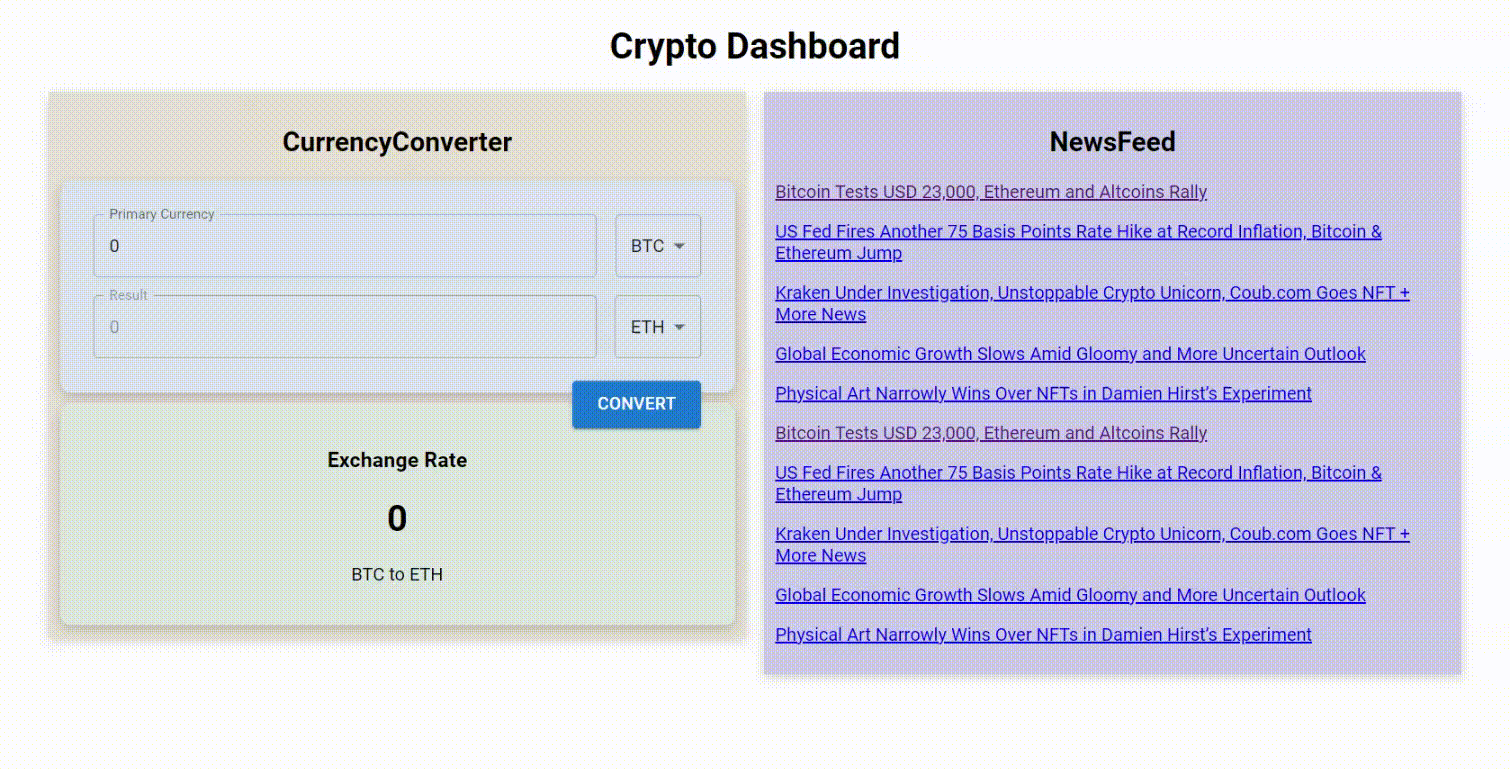 Crypto Dashboard
CurrencyConverter
Primary Currency
0
BTC
Result
0
ETH
CONVERT
Exchange Rate
0
BTC to ETH
NewsFeed
Bitcoin Tests USD 23,000, Ethereum and Altcoins Rally
US Fed Fires Another 75 Basis Points Rate Hike at Record Inflation, Bitcoin &
Ethereum Jump
Kraken Under Investigation, Unstoppable Crypto Unicorn, Coub.com Goes NFT +
More News
Global Economic Growth Slows Amid Gloomy and More Uncertain Outlook
Physical Art Narrowly Wins Over NFTs in Damien Hirst's Experiment
Bitcoin Tests USD 23,000, Ethereum and Altcoins Rally
US Fed Fires Another 75 Basis Points Rate Hike at Record Inflation, Bitcoin &
Ethereum Jump
Kraken Under Investigation, Unstoppable Crypto Unicorn, Coub.com Goes NFT +
More News
Global Economic Growth Slows Amid Gloomy and More Uncertain Outlook
Physical Art Narrowly Wins Over NFTs in Damien Hirst's Experiment